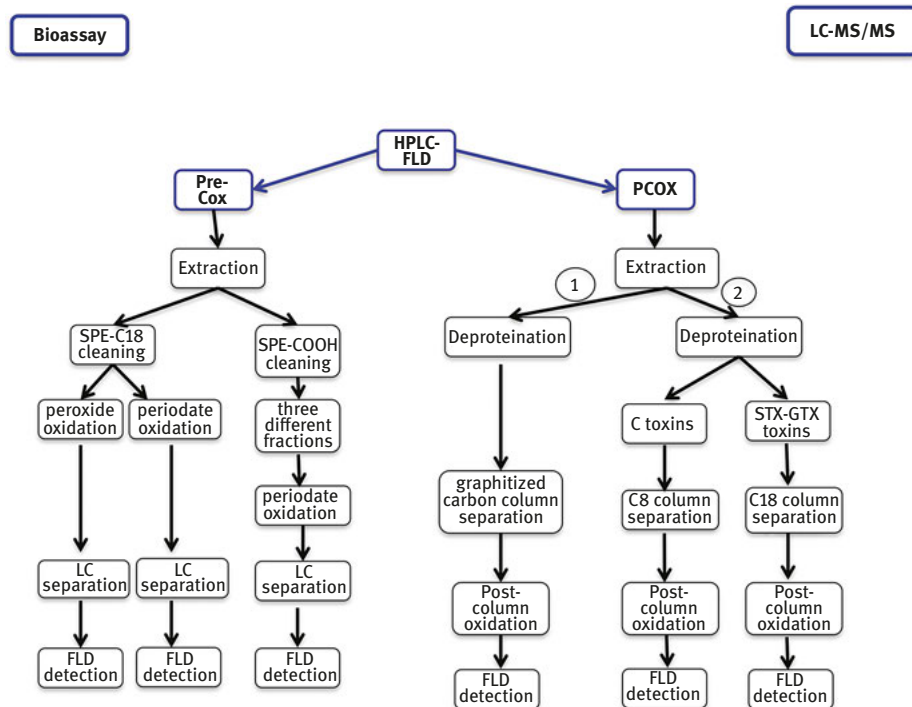 Bioassay
LC-MS/MS
HPLC-
FLD
Pre-
Cox
PCOX
Extraction
Extraction
1
2
SPE-C18
cleaning
SPE-COOH
cleaning
Deproteination
Deproteination
peroxide
oxidation
periodate
oxidation
three
different
fractions
C toxins
STX-GTX
toxins
periodate
oxidation
graphitized
carbon column
separation
C8 column
separation
C18 column
separation
LC
separation
LC
separation
LC
separation
Post-
column
oxidation
Post-
column
oxidation
Post-
column
oxidation
FLD
detection
FLD
detection
FLD
detection
FLD
detection
FLD
detection
FLD
detection